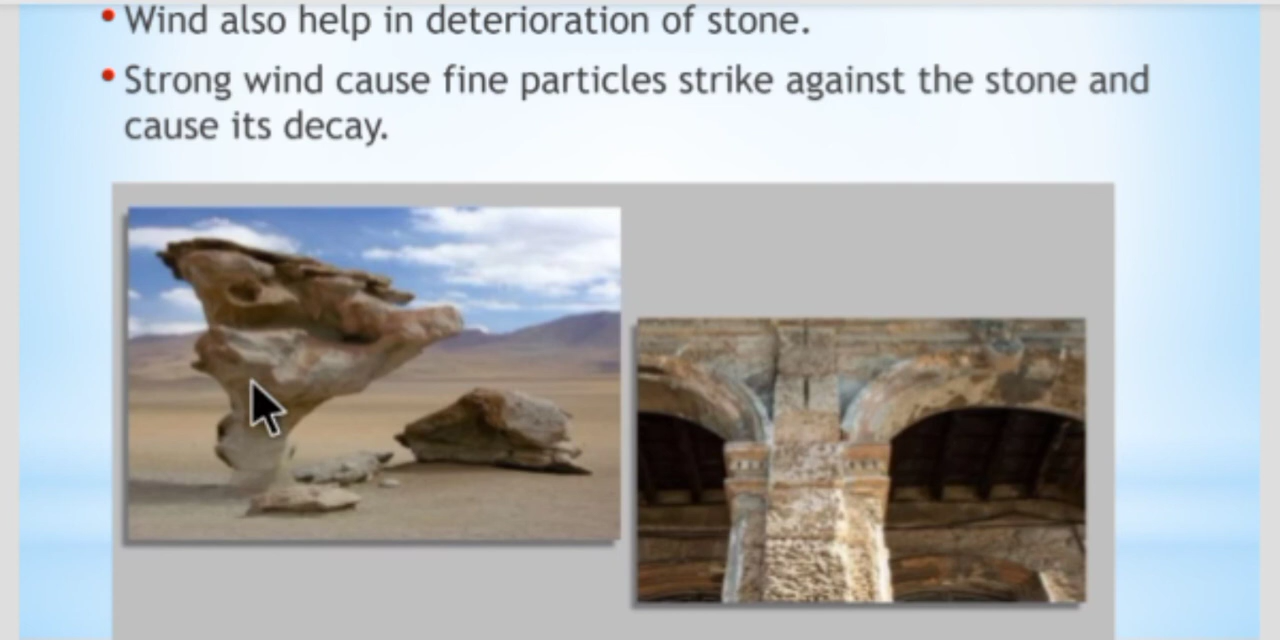 • Wind also help in deterioration of stone.
• Strong wind cause fine particles strike against the stone and
cause its decay.